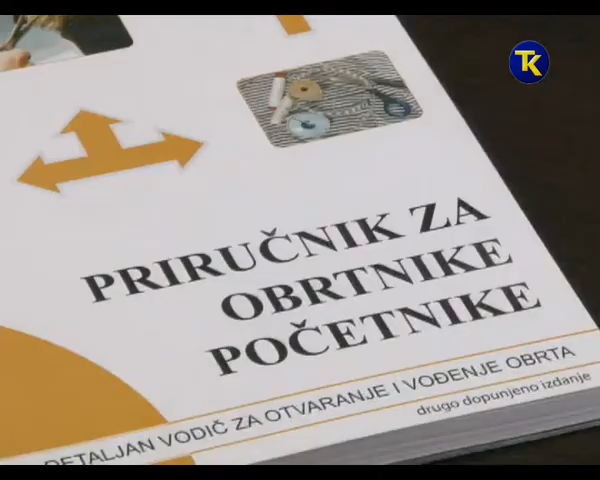 TK
PRIRUČNIK ZA
OBRTNIKE
POČETNIKE
DETALJAN VODIČ ZA OTVARANJE I VOĐENJE OBRTA
drugo dopunjeno izdanje